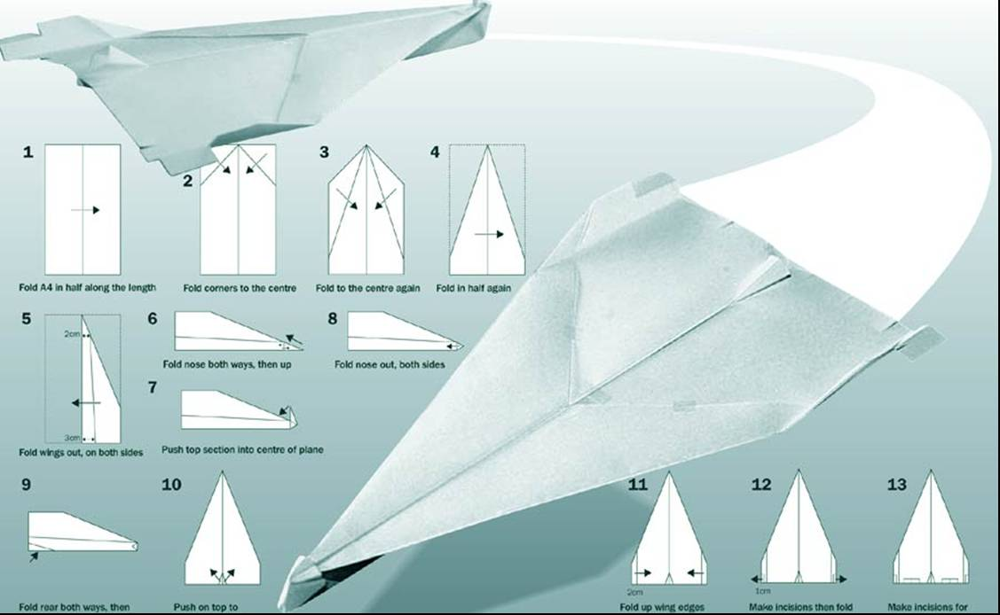 1
Fold A4 in half along the length
2
Fold corners to the centre
3
Fold to the centre again
4
Fold in half again
5
2cm
3cm
Fold wings out, on both sides
6
Fold nose both ways, then up
7
Push top section into centre of plane
8
Fold nose out, both sides
9
Fold rear both ways, then
10
Push on top to
11
2cm
Fold up wing edges
12
1cm
Make incisions then fold
13
Make incisions for